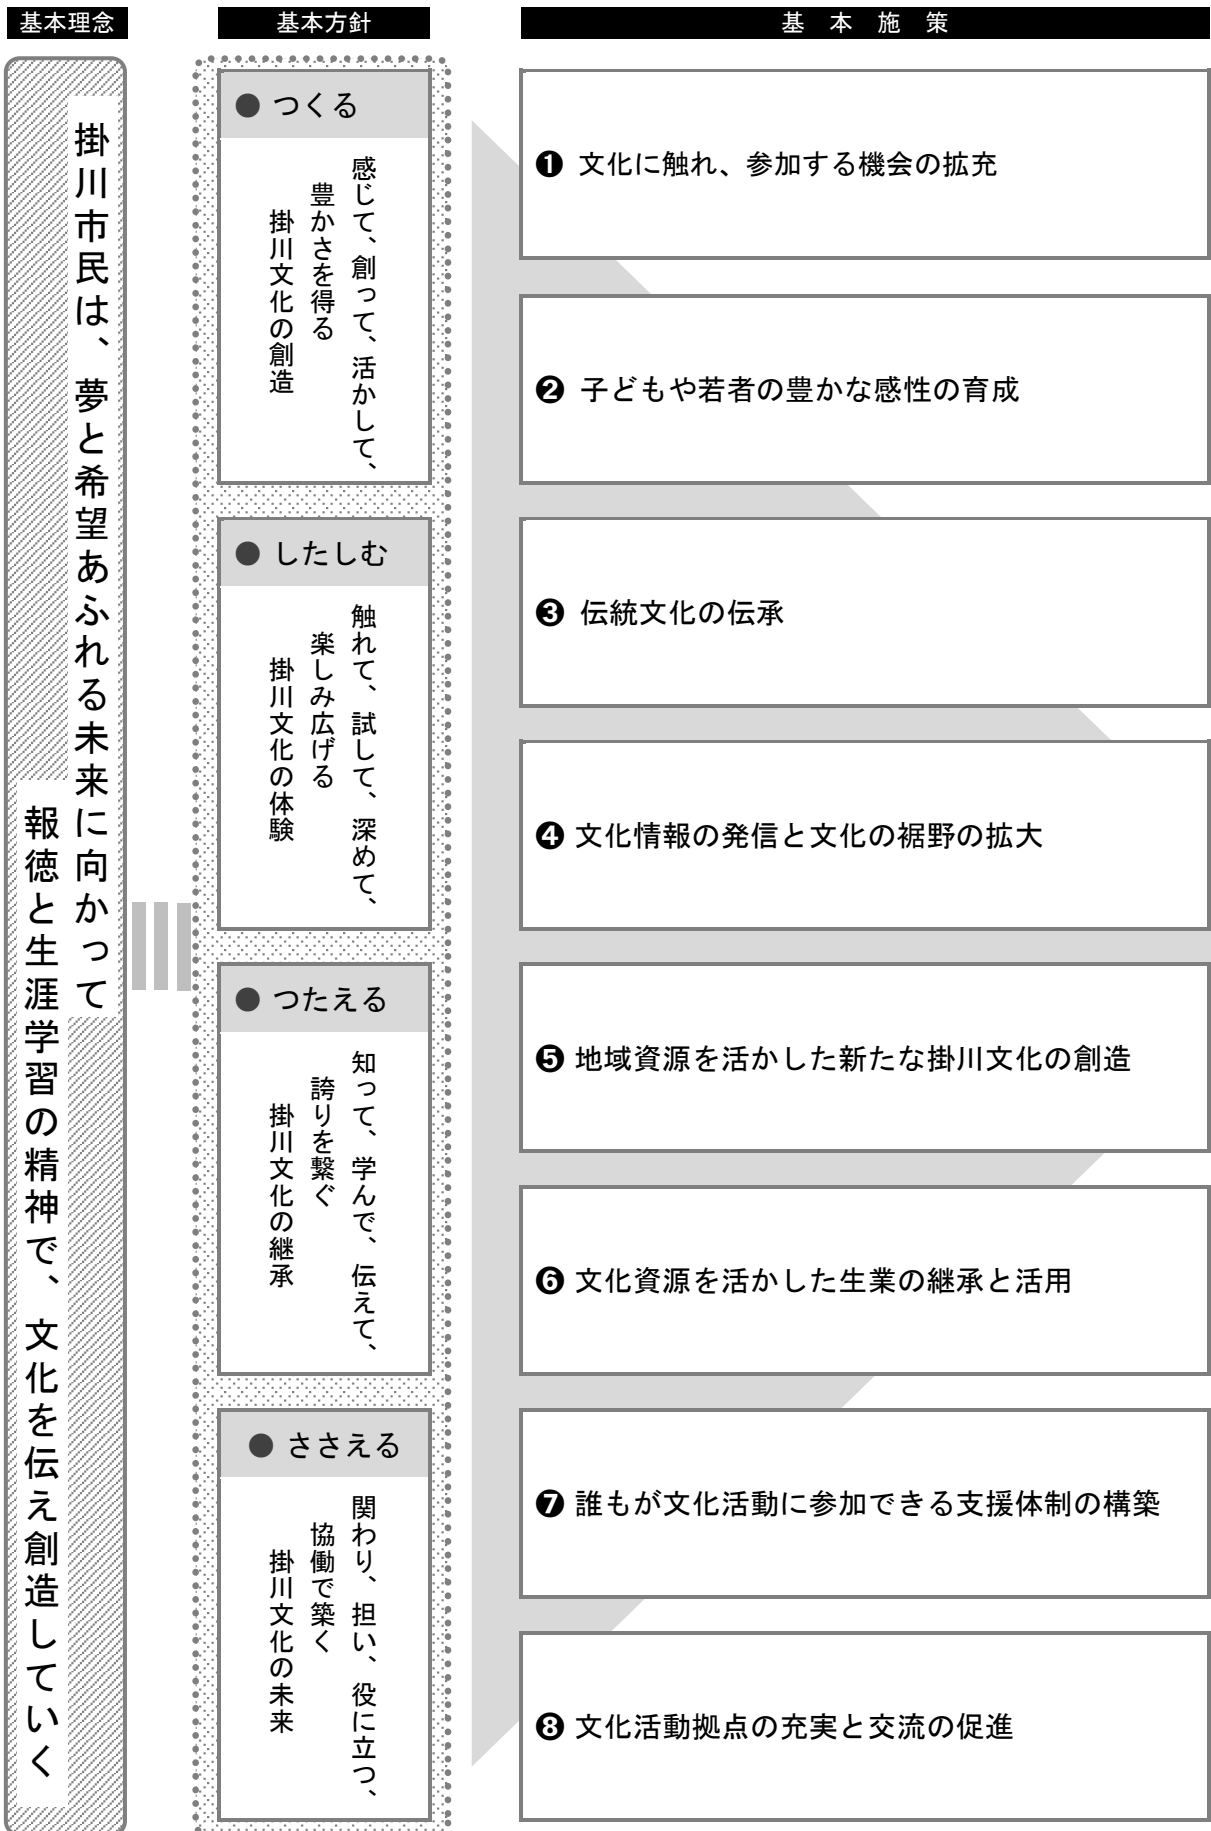 基本理念
掛川市民は、夢と希望あふれる未来に向かって
報徳と生涯学習の精神で、文化を伝え創造していく
基本方針
● つくる
感じて、創って、活かして、
豊かさを得る
掛川文化の創造
● したしむ
触れて、試して、深めて、
楽しみ広げる
掛川文化の体験
● つたえる
知って、学んで、伝えて、
誇りを繋ぐ
掛川文化の継承
● ささえる
関わり、担い、役に立つ、
協働で築く
掛川文化の未来
基本施策
❶ 文化に触れ、参加する機会の拡充
❷ 子どもや若者の豊かな感性の育成
❸ 伝統文化の伝承
❹ 文化情報の発信と文化の裾野の拡大
❺ 地域資源を活かした新たな掛川文化の創造
❻ 文化資源を活かした生業の継承と活用
❼ 誰もが文化活動に参加できる支援体制の構築
❽ 文化活動拠点の充実と交流の促進